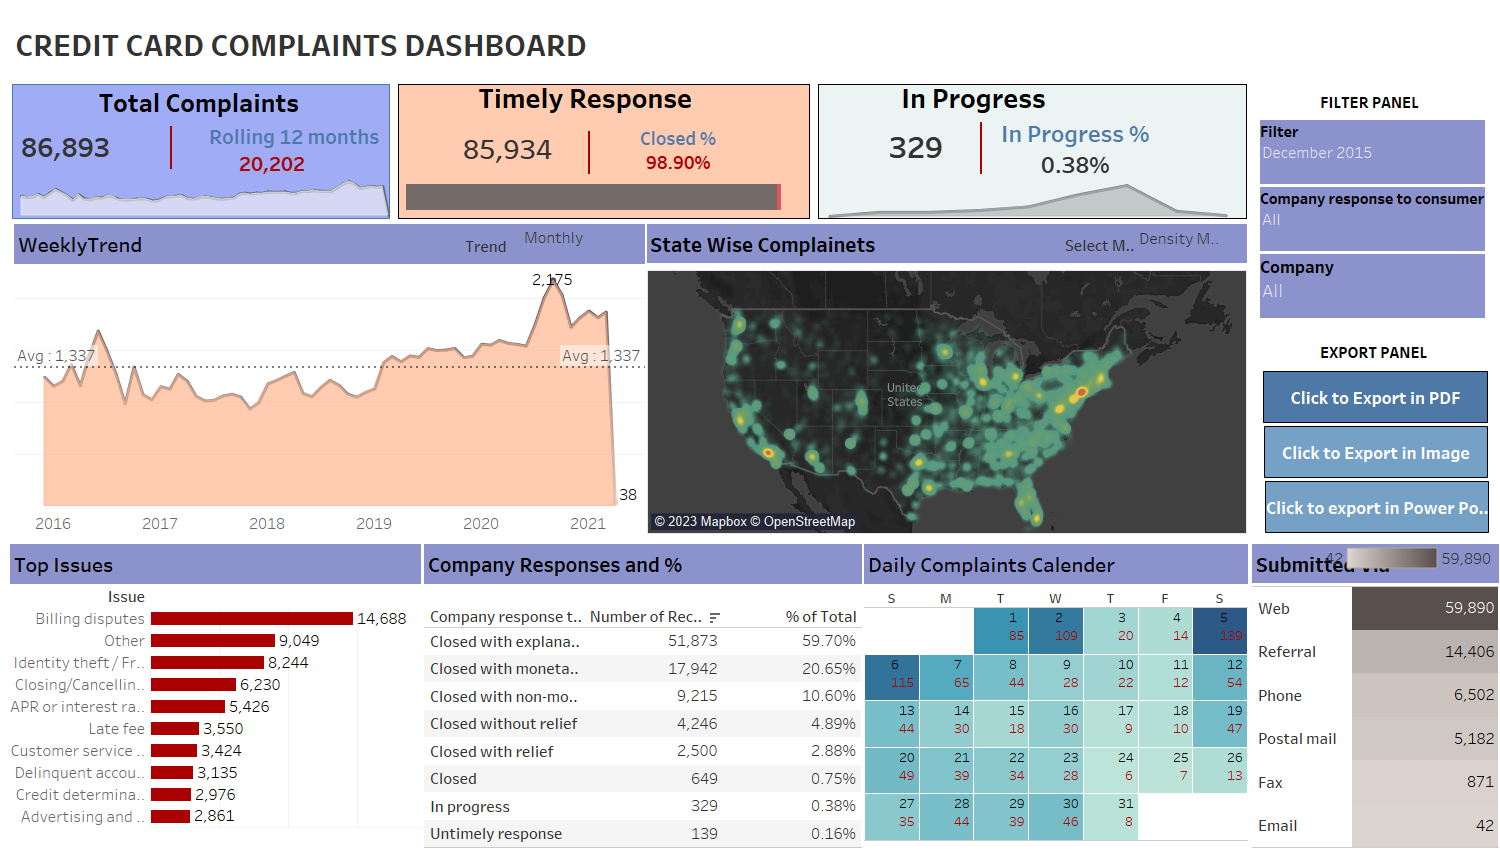 CREDIT CARD COMPLAINTS DASHBOARD
Total Complaints
86,893
Rolling 12 months
20,202
Timely Response
85,934
Closed %
98.90%
In Progress
329
In Progress %
0.38%
FILTER PANEL
Filter
December 2015
Company response to consumer
All
Company
All
WeeklyTrend
Trend
Monthly
2,175
Avg : 1,337
Avg : 1,337
38
2016 2017 2018 2019 2020 2021
State Wise Complainets
Select M..
Density M..
United
States
© 2023 Mapbox © OpenStreetMap
EXPORT PANEL
Click to Export in PDF
Click to Export in Image
Click to export in Power Po..
Top Issues
Issue
Billing disputes 14,688
Other 9,049
Identity theft / Fr.. 8,244
Closing/Cancellin.. 6,230
APR or interest ra.. 5,426
Late fee 3,550
Customer service .. 3,424
Delinquent accou.. 3,135
Credit determina.. 2,976
Advertising and .. 2,861
Company Responses and %
Company response t.. Number of Rec.. % of Total
Closed with explana.. 51,873 59.70%
Closed with moneta.. 17,942 20.65%
Closed with non-mo.. 9,215 10.60%
Closed without relief 4,246 4.89%
Closed with relief 2,500 2.88%
Closed 649 0.75%
In progress 329 0.38%
Untimely response 139 0.16%
Daily Complaints Calender
S M T W T F S
1 2 3 4 5
85 109 20 14 139
6 7 8 9 10 11 12
115 65 44 28 22 12 54
13 14 15 16 17 18 19
44 30 18 30 9 10 47
20 21 22 23 24 25 26
49 39 34 28 6 7 13
27 28 29 30 31
35 44 39 46 8
Submitted Via
42 59,890
Web 59,890
Referral 14,406
Phone 6,502
Postal mail 5,182
Fax 871
Email 42